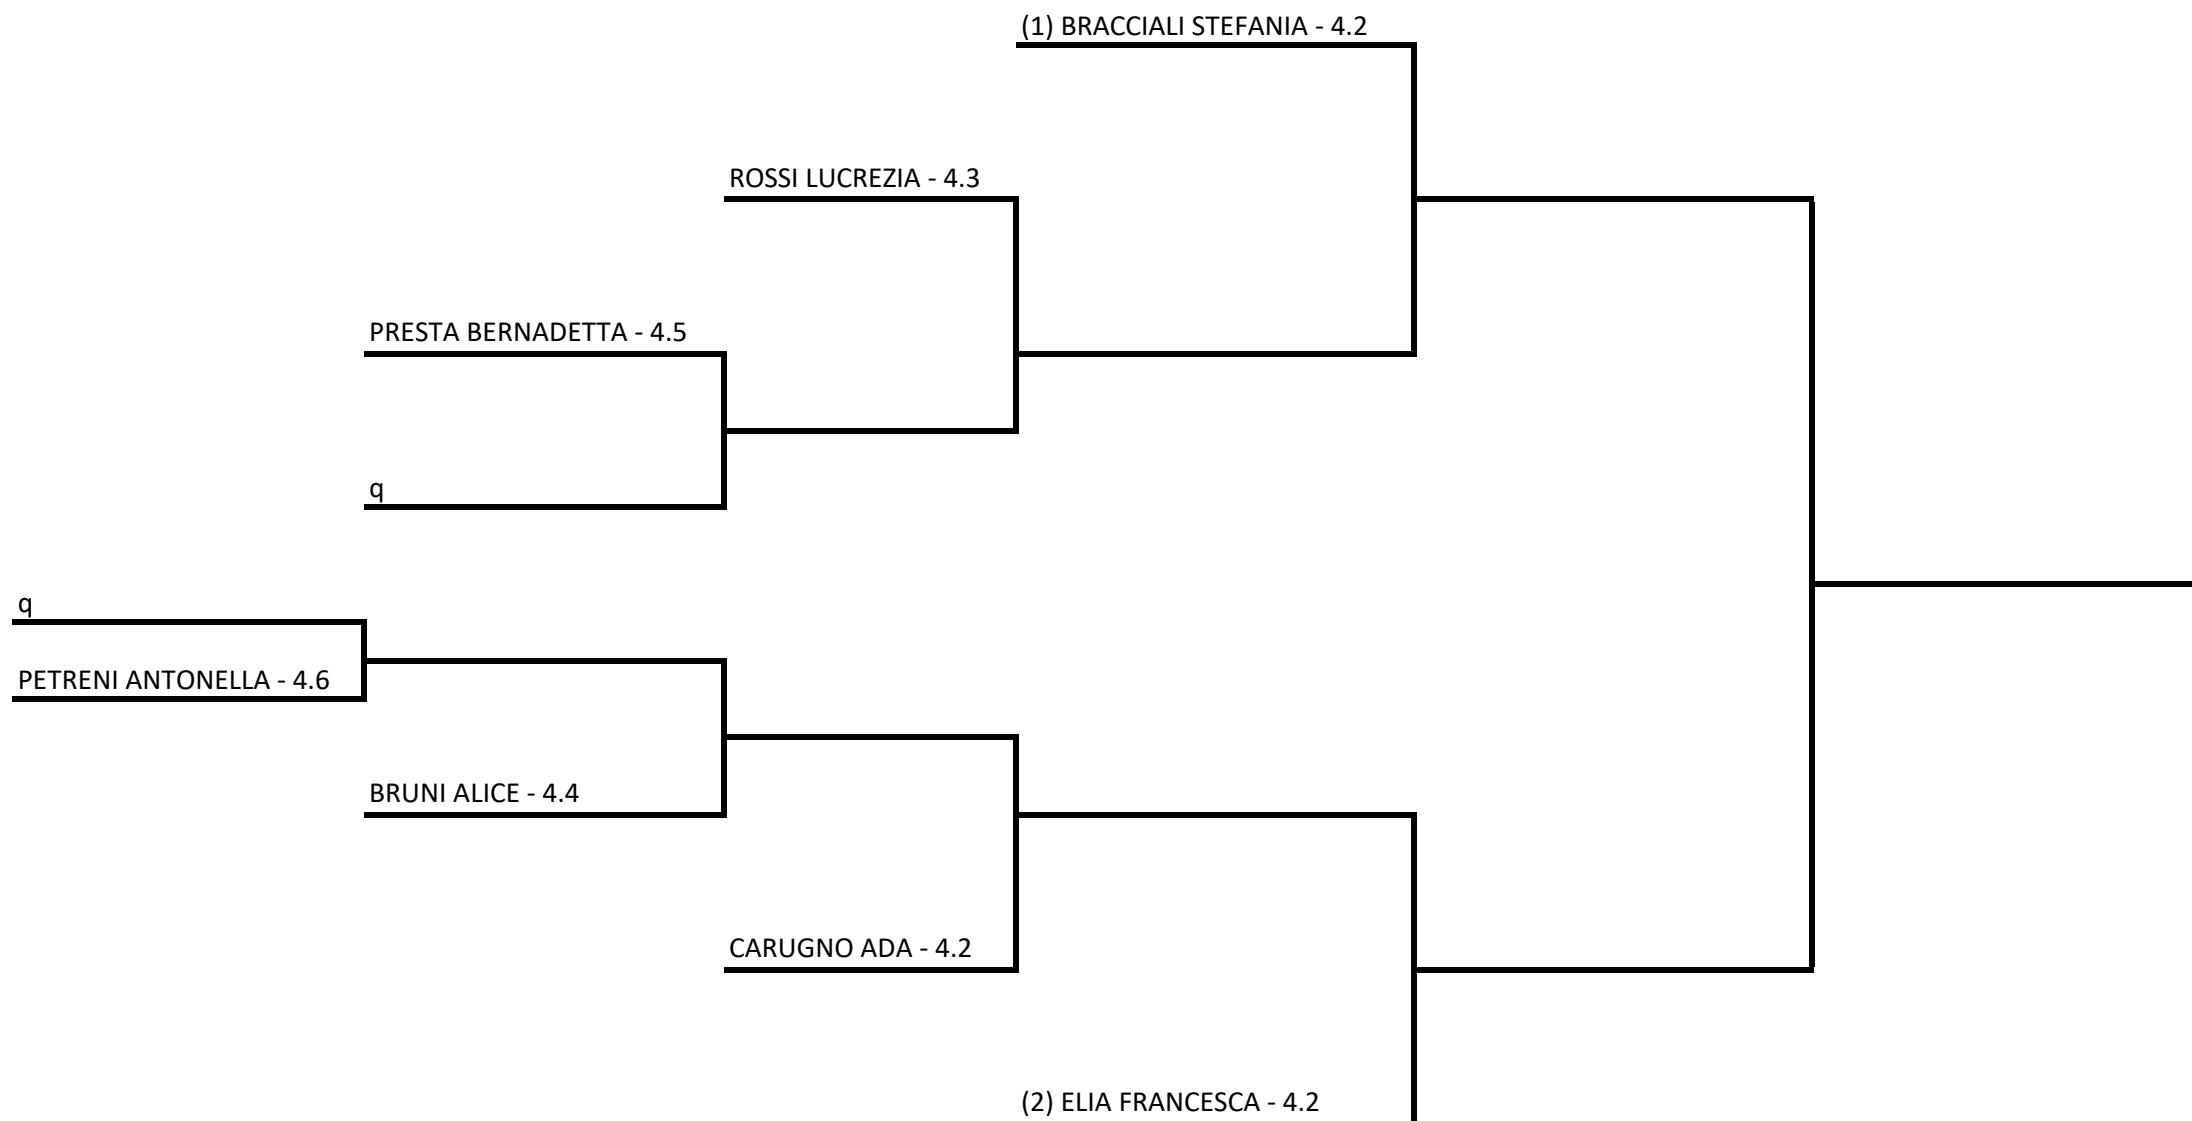 (1) BRACCIALI STEFANIA - 4.2
ROSSI LUCREZIA - 4.3
PRESTA BERNADETTA - 4.5
q
q
PETRENI ANTONELLA - 4.6
BRUNI ALICE - 4.4
CARUGNO ADA - 4.2
(2) ELIA FRANCESCA - 4.2